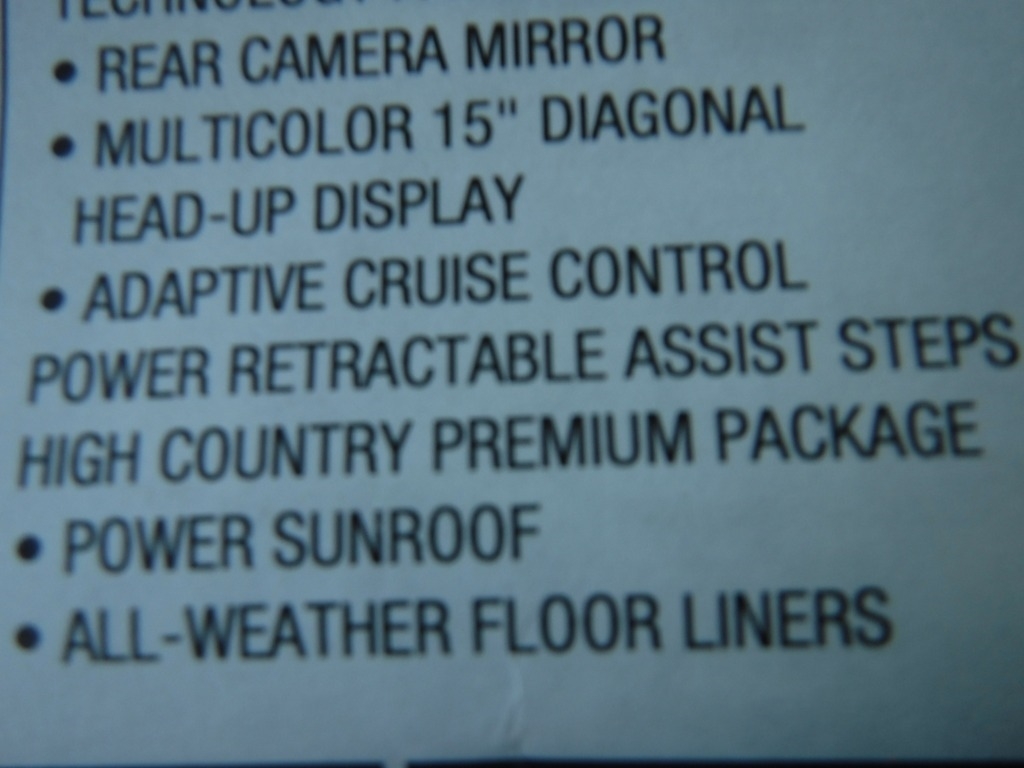 TECHNOLOGY
• REAR CAMERA MIRROR
• MULTICOLOR 15" DIAGONAL
HEAD-UP DISPLAY
• ADAPTIVE CRUISE CONTROL
POWER RETRACTABLE ASSIST STEPS
HIGH COUNTRY PREMIUM PACKAGE
• POWER SUNROOF
• ALL-WEATHER FLOOR LINERS